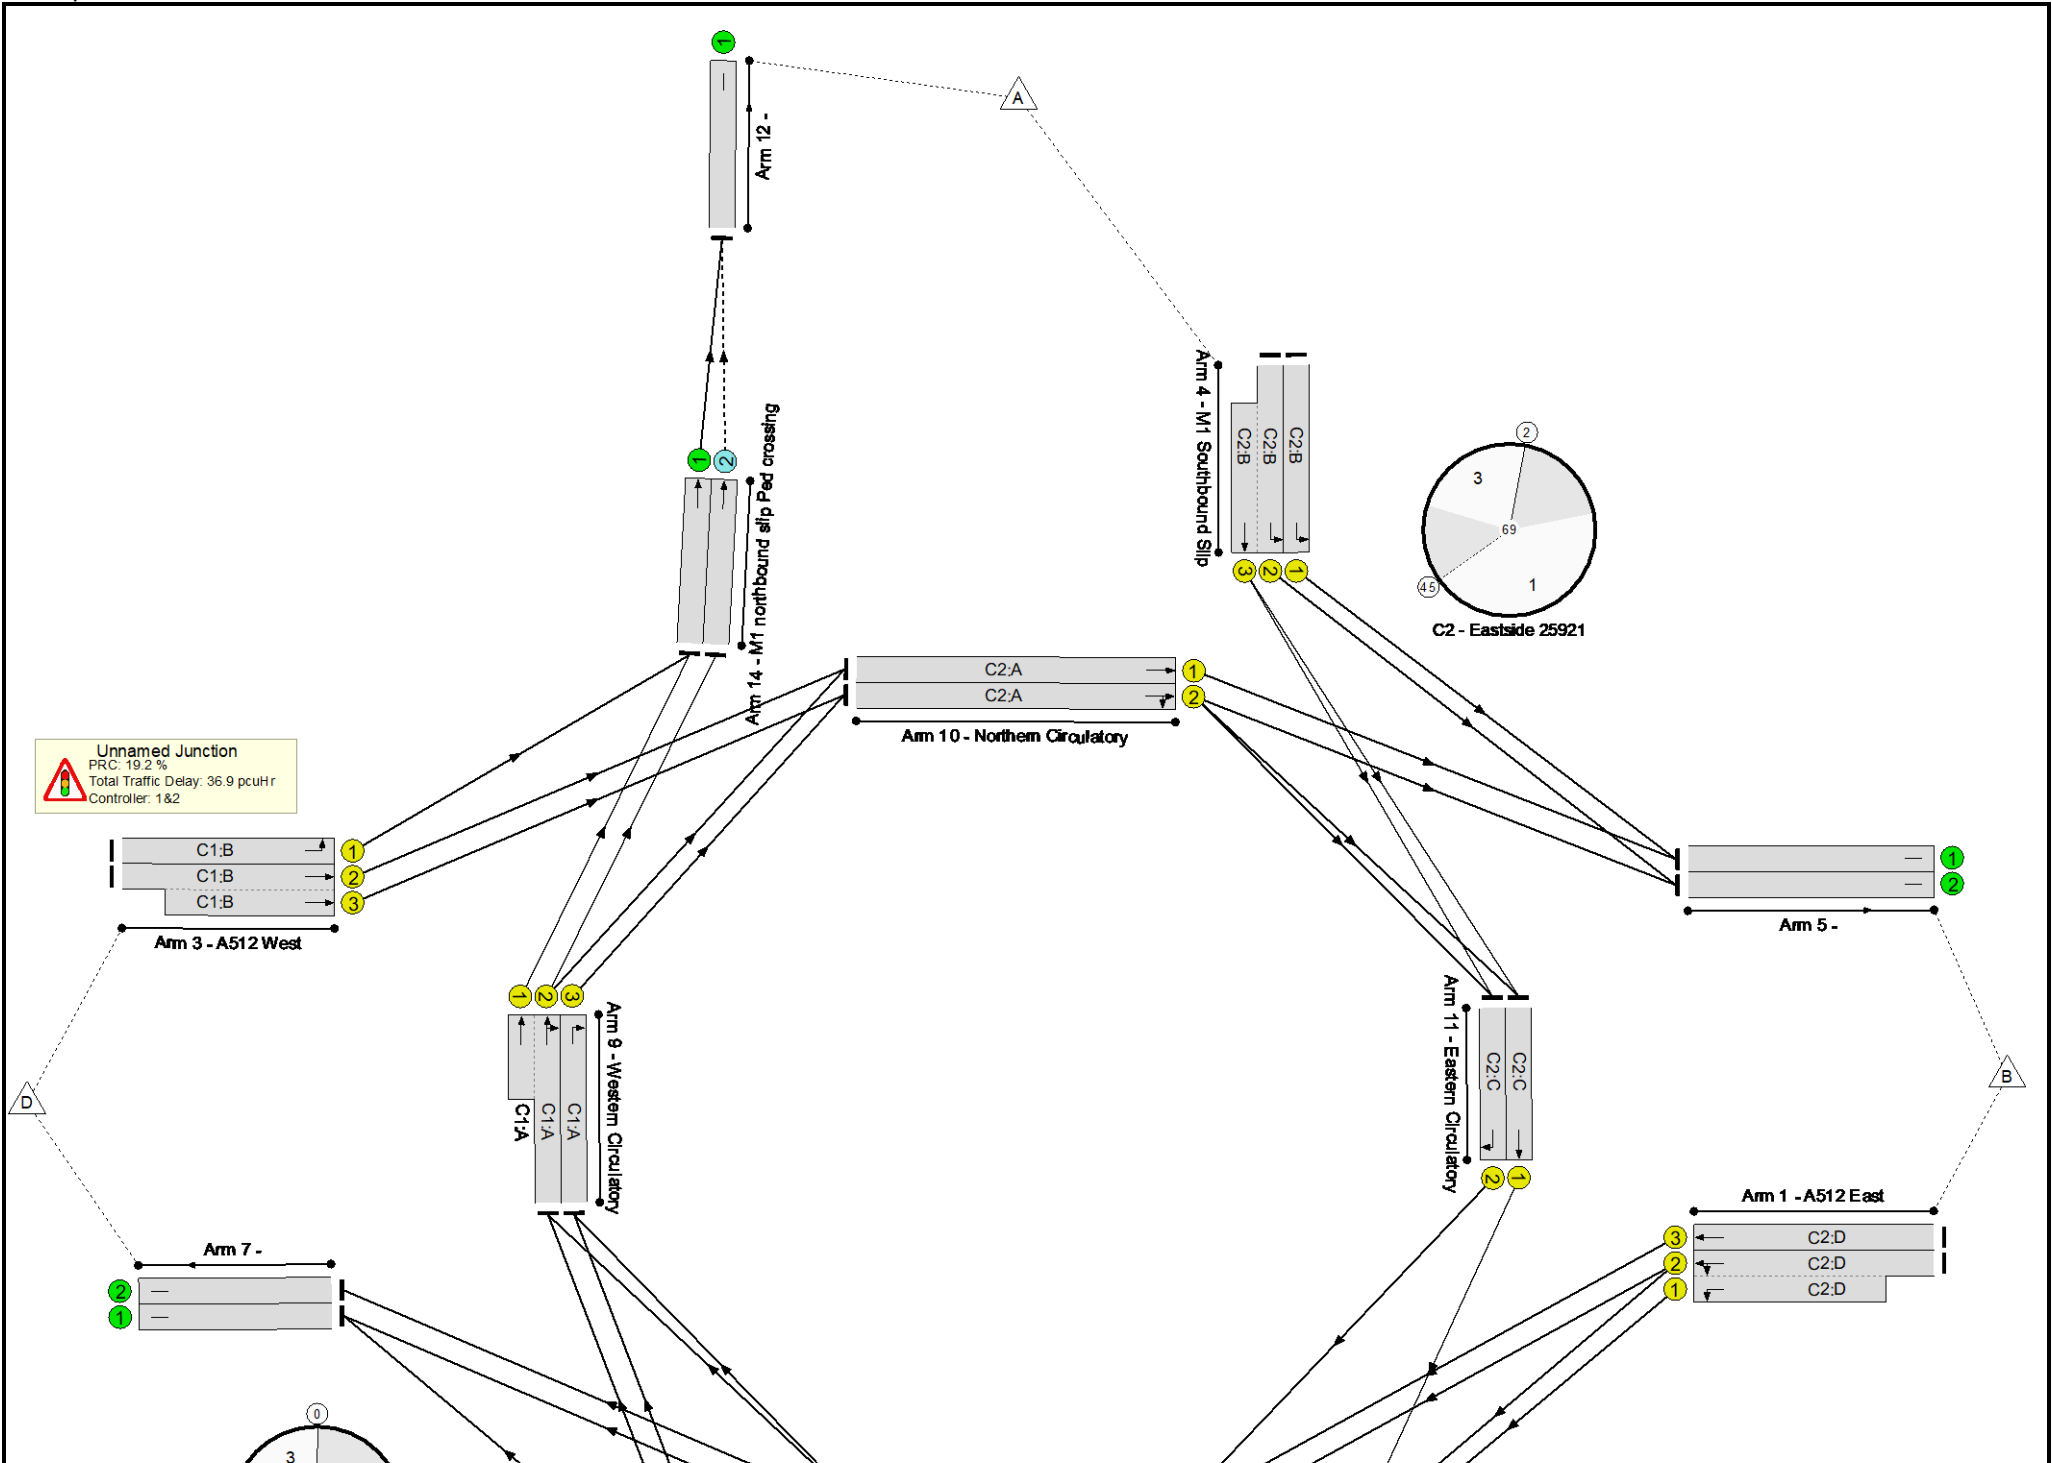 1
Arm 12 -
A
Arm 4 - M1 Southbound Slip
C2:B
C2:B
C2:B
3
2
1
2
3
69
45
1
C2 - Eastside 25921
1
2
Arm 14 - M1 northbound slip Ped crossing
C2:A
1
C2:A
2
Arm 10 - Northern Circulatory
Unnamed Junction
PRC: 19.2 %
Total Traffic Delay: 36.9 pcuHr
Controller: 1&2
C1:B
1
C1:B
2
C1:B
3
Arm 3 - A512 West
1
2
Arm 5 -
1
2
3
Arm 9 - Western Circulatory
C1:A
C1:A
C1:A
Arm 11 - Eastern Circulatory
C2:C
C2:C
2
1
D
B
Arm 1 - A512 East
3
C2:D
2
C2:D
1
C2:D
Arm 7 -
2
1
0
3